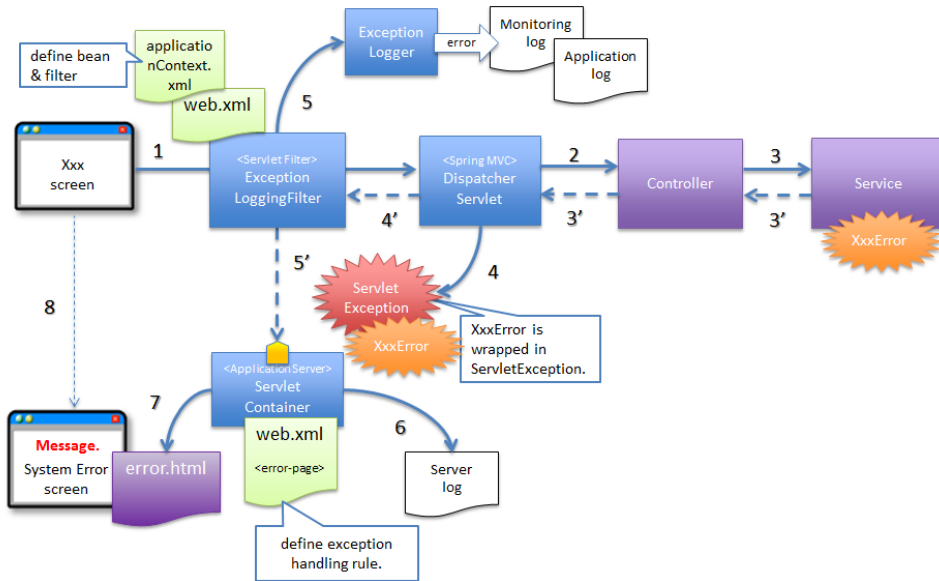 define bean
& filter
applicatio
nContext.
xml
web.xml
Exception
Logger
error
Monitoring
log
Application
log
5
Xxx
screen
1
<Servlet Filter>
Exception
LoggingFilter
<Spring MVC>
Dispatcher
Servlet
2
Controller
3
Service
XxxError
4’
3’
3’
5’
4
Servlet
Exception
XxxError
XxxError is
wrapped in
ServletException.
8
<Application Server>
Servlet
Container
7
6
web.xml
<error-page>
Message.
System Error
screen
error.html
Server
log
define exception
handling rule.